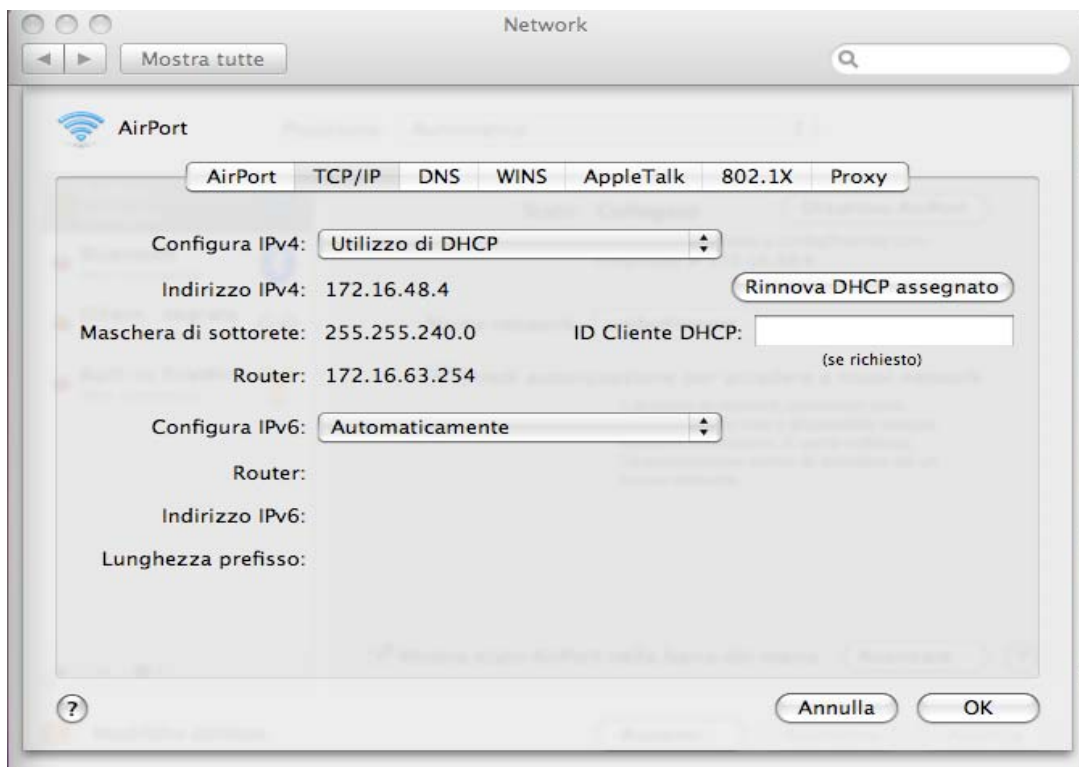 Network
Mostra tutte
AirPort
AirPort TCP/IP DNS WINS AppleTalk 802.1X Proxy
Configura IPv4: Utilizzo di DHCP
Indirizzo IPv4: 172.16.48.4 Rinnova DHCP assegnato
Maschera di sottorete: 255.255.240.0 ID Cliente DHCP:
(se richiesto)
Router: 172.16.63.254
Configura IPv6: Automaticamente
Router:
Indirizzo IPv6:
Lunghezza prefisso:
? Annulla OK